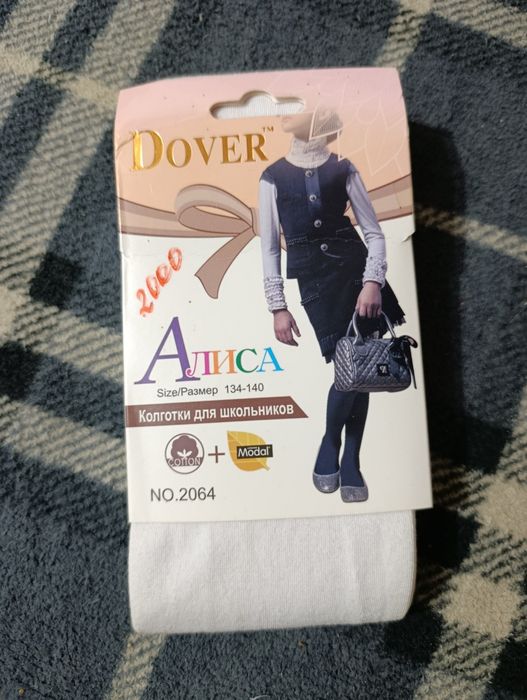 DOVER™
2000
АЛИСА
Size/Размер 134-140
Колготки для школьников
COTTON + Modal®
NO.2064